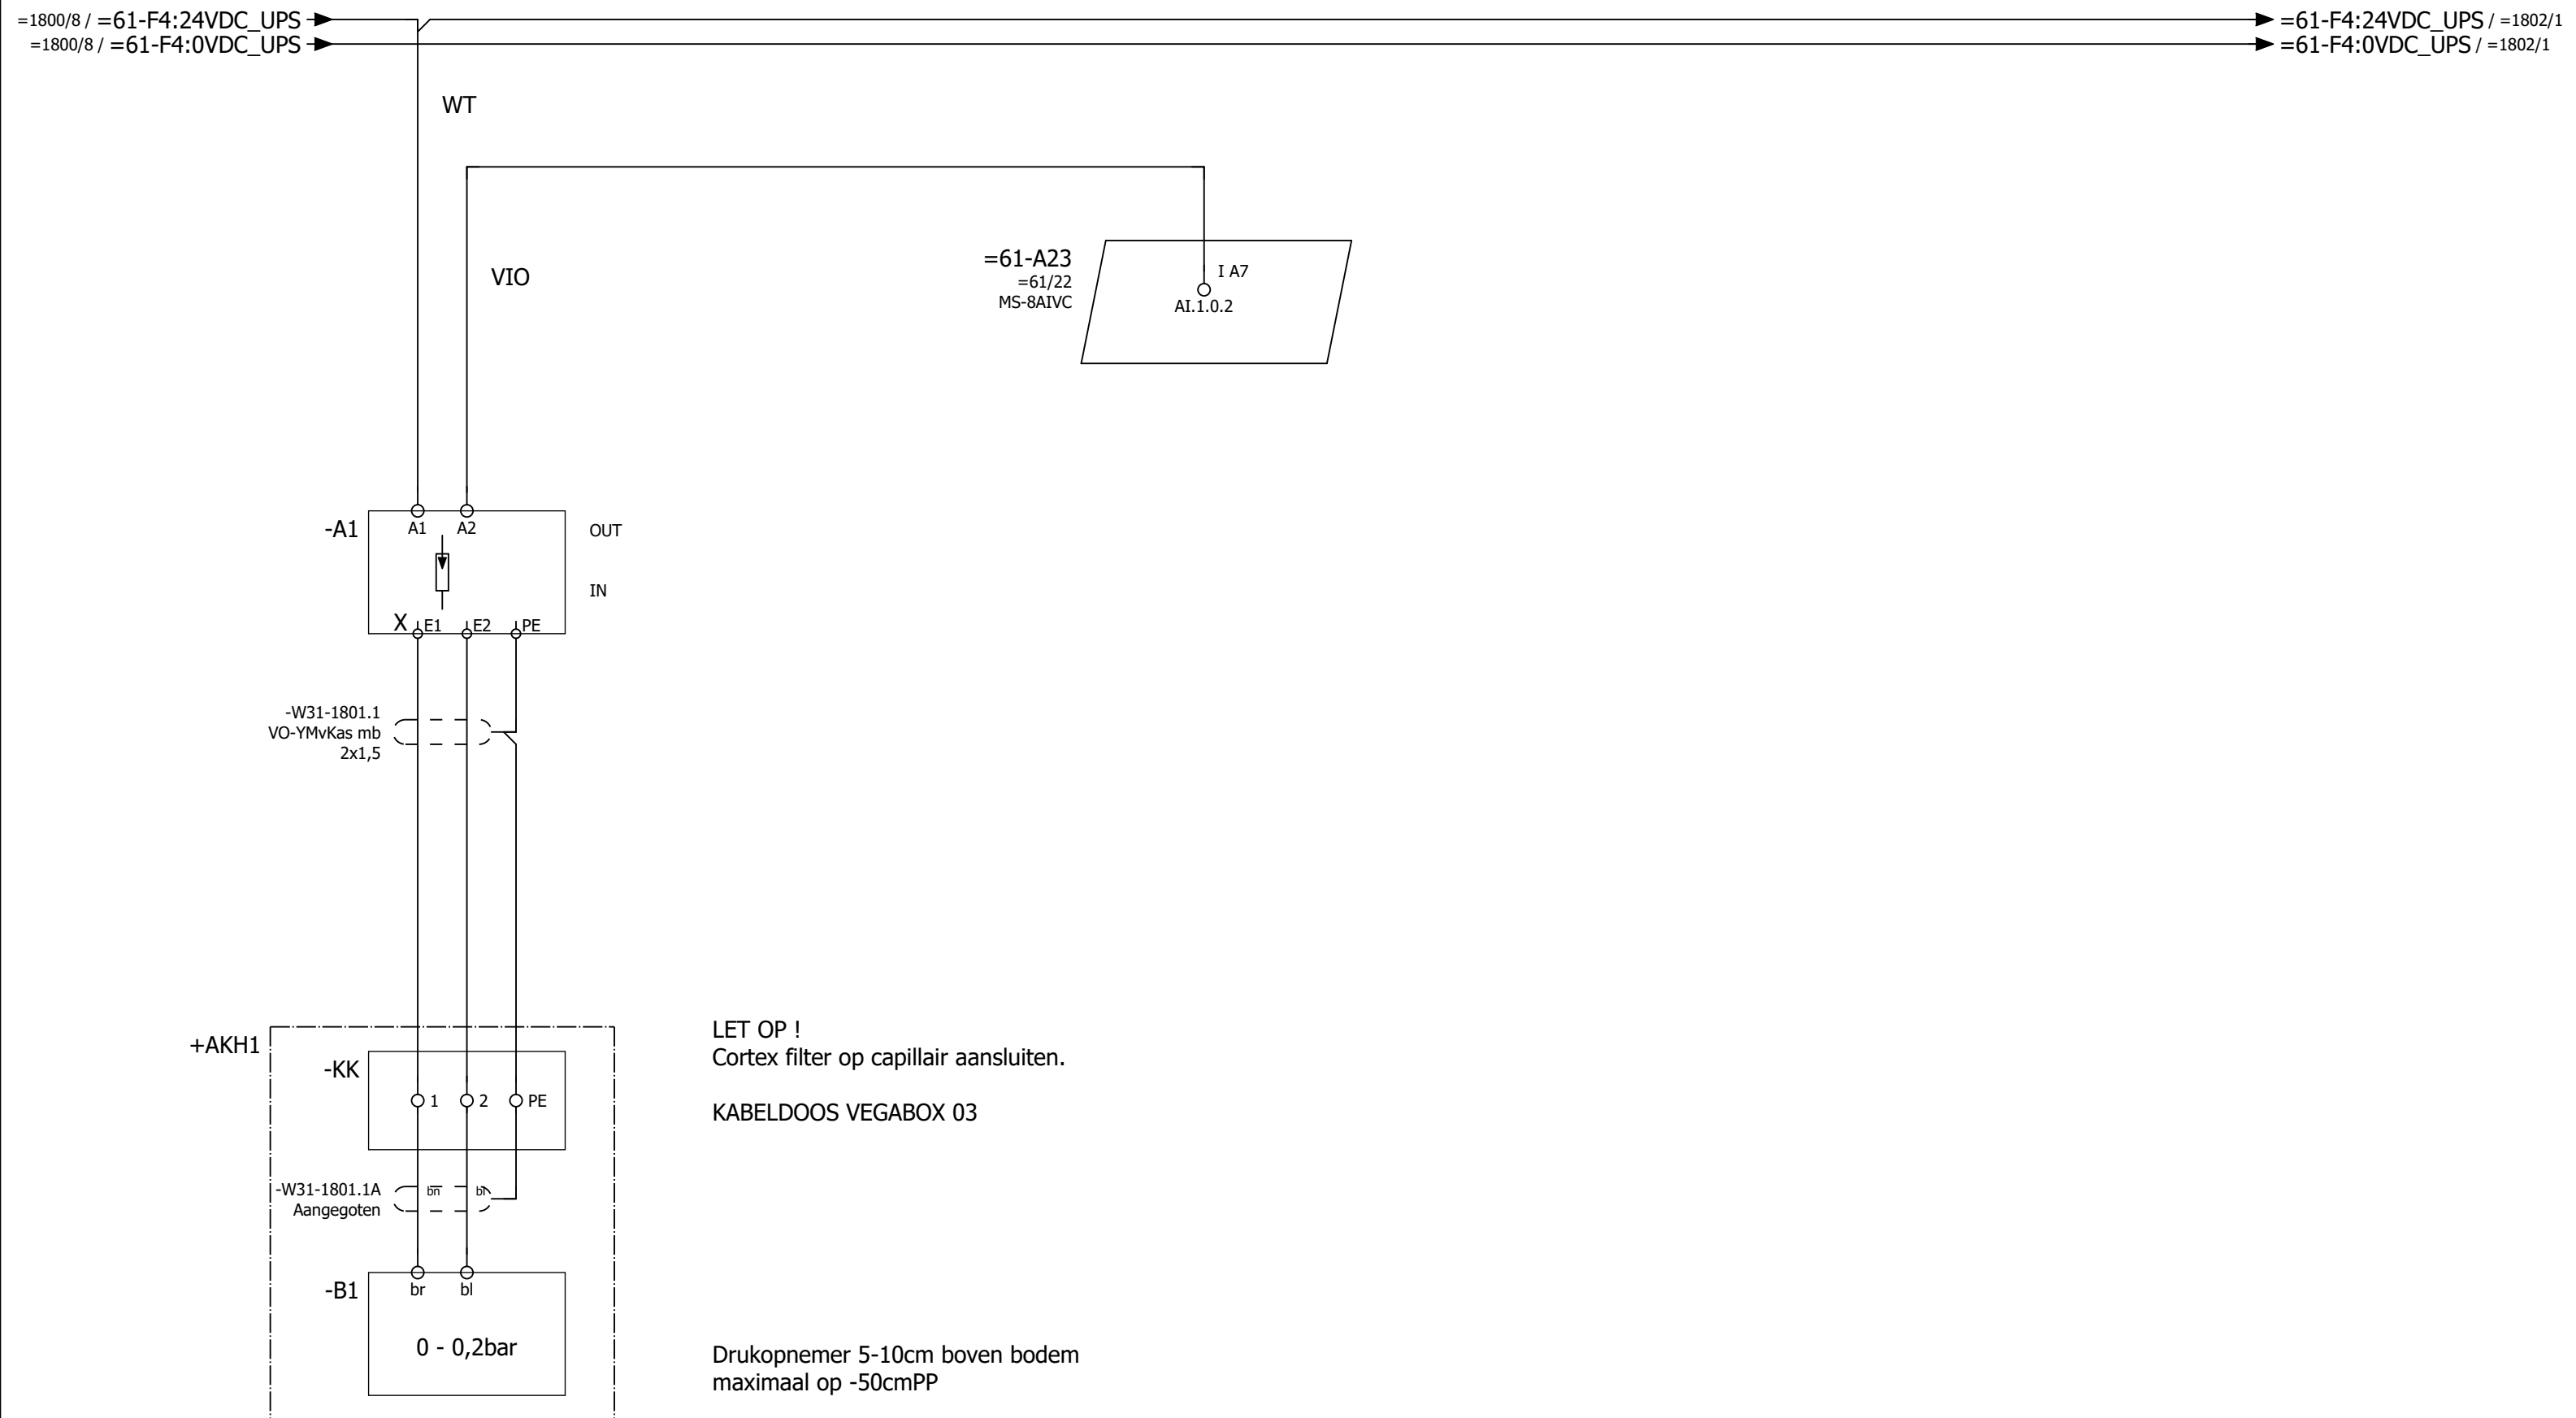 =1800/8 / =61-F4:24VDC_UPS
=61-F4:24VDC_UPS / =1802/1
=1800/8 / =61-F4:0VDC_UPS
=61-F4:0VDC_UPS / =1802/1
WT
VIO
=61-A23
=61/22
MS-8AIVC
I A7
AI.1.0.2
-A1
A1
A2
OUT
IN
X
E1
E2
PE
-W31-1801.1
VO-YMvKas mb
2x1,5
+AKH1
-KK
1
2
PE
LET OP !
Cortex filter op capillair aansluiten.
KABELDOOS VEGABOX 03
-W31-1801.1A
Aangegoten
bn
bl
-B1
br
bl
0 - 0,2bar
Drukopnemer 5-10cm boven bodem
maximaal op -50cmPP